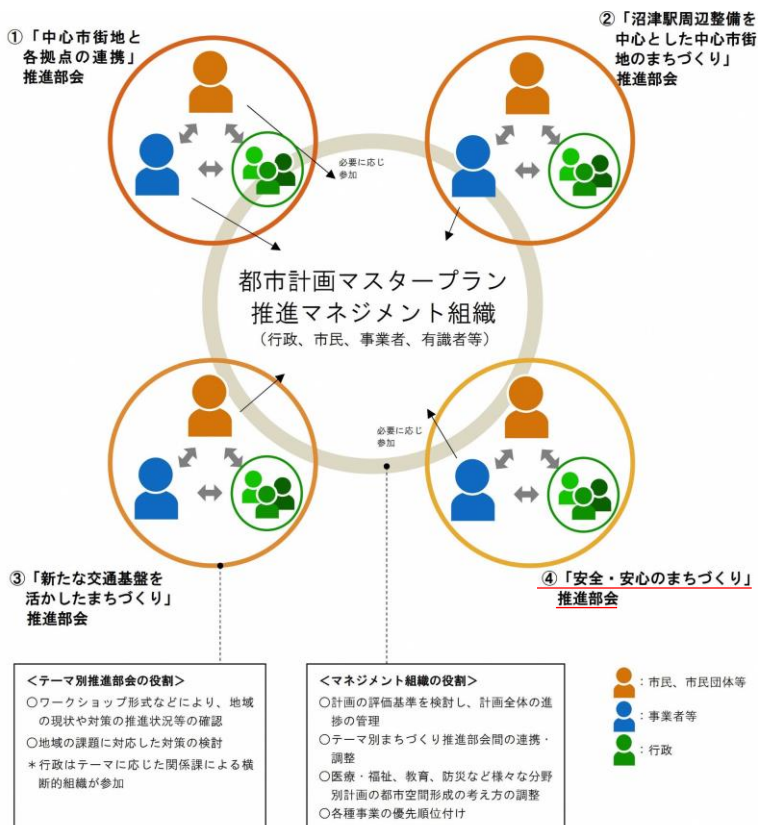 ①「中心市街地と
各拠点の連携」
推進部会
②「沼津駅周辺整備を
中心とした中心市街
地のまちづくり」
推進部会
必要に応じ
参加
都市計画マスタープラン
推進マネジメント組織
（行政、市民、事業者、有識者等）
必要に応じ
参加
③「新たな交通基盤を
活かしたまちづくり」
推進部会
④「安全・安心のまちづくり」
推進部会
＜テーマ別推進部会の役割＞
○ワークショップ形式などにより、地域
の現状や対策の推進状況等の確認
○地域の課題に対応した対策の検討
＊行政はテーマに応じた関係課による横
断的組織が参加
＜マネジメント組織の役割＞
○計画の評価基準を検討し、計画全体の進
捗の管理
○テーマ別まちづくり推進部会間の連携・
調整
○医療・福祉、教育、防災など様々な分野
別計画の都市空間形成の考え方の調整
○各種事業の優先順位付け
：市民、市民団体等
：事業者等
：行政